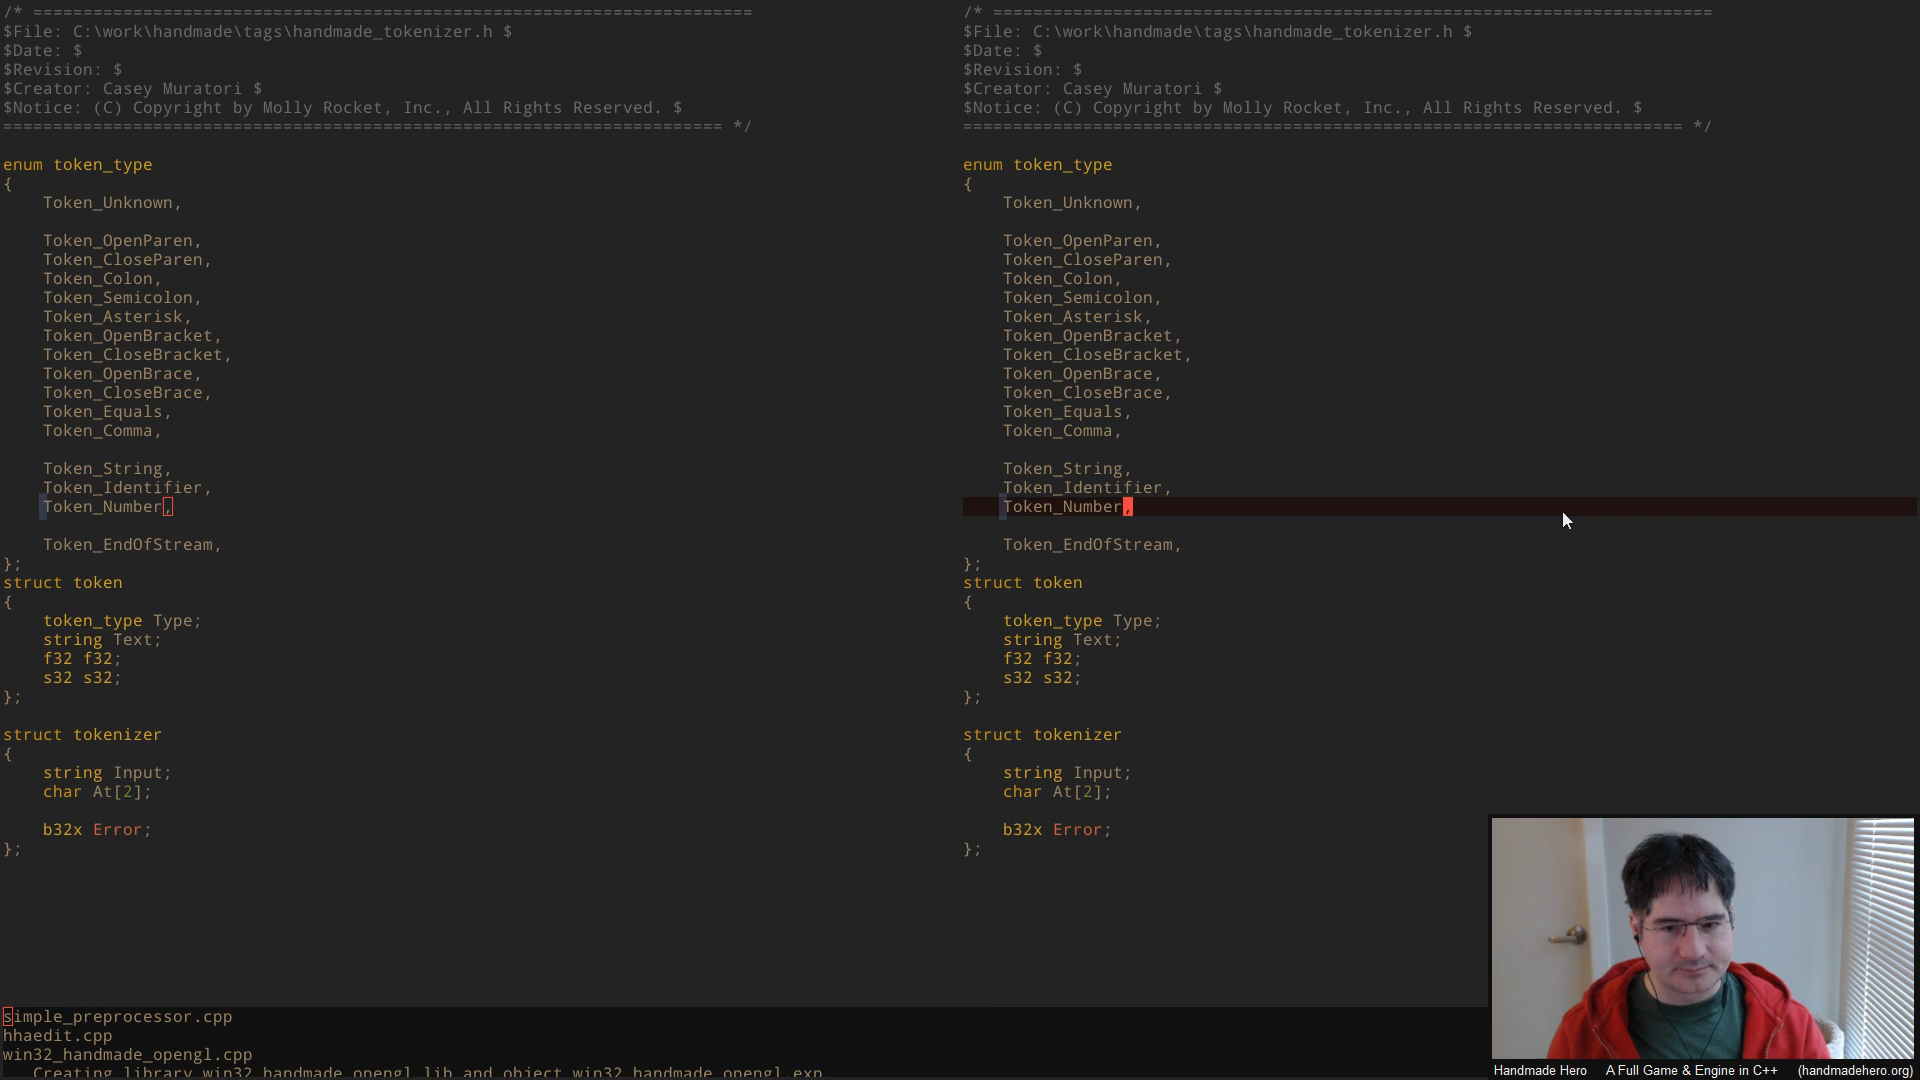 /* ========================================================================
$File: C:\work\handmade\tags\handmade_tokenizer.h $
$Date: $
$Revision: $
$Creator: Casey Muratori $
$Notice: (C) Copyright by Molly Rocket, Inc., All Rights Reserved. $
======================================================================== */
enum token_type
{
Token_Unknown,
Token_OpenParen,
Token_CloseParen,
Token_Colon,
Token_Semicolon,
Token_Asterisk,
Token_OpenBracket,
Token_CloseBracket,
Token_OpenBrace,
Token_CloseBrace,
Token_Equals,
Token_Comma,
Token_String,
Token_Identifier,
Token_Number,
Token_EndOfStream,
};
struct token
{
token_type Type;
string Text;
f32 f32;
s32 s32;
};
struct tokenizer
{
string Input;
char At[2];
b32x Error;
};
/* ========================================================================
$File: C:\work\handmade\tags\handmade_tokenizer.h $
$Date: $
$Revision: $
$Creator: Casey Muratori $
$Notice: (C) Copyright by Molly Rocket, Inc., All Rights Reserved. $
======================================================================== */
enum token_type
{
Token_Unknown,
Token_OpenParen,
Token_CloseParen,
Token_Colon,
Token_Semicolon,
Token_Asterisk,
Token_OpenBracket,
Token_CloseBracket,
Token_OpenBrace,
Token_CloseBrace,
Token_Equals,
Token_Comma,
Token_String,
Token_Identifier,
Token_Number,
Token_EndOfStream,
};
struct token
{
token_type Type;
string Text;
f32 f32;
s32 s32;
};
struct tokenizer
{
string Input;
char At[2];
b32x Error;
};
simple_preprocessor.cpp
hhaedit.cpp
win32_handmade_opengl.cpp
Creating library win32_handmade_opengl.lib and object win32_handmade_opengl.exp
Handmade Hero A Full Game & Engine in C++ (handmadehero.org)